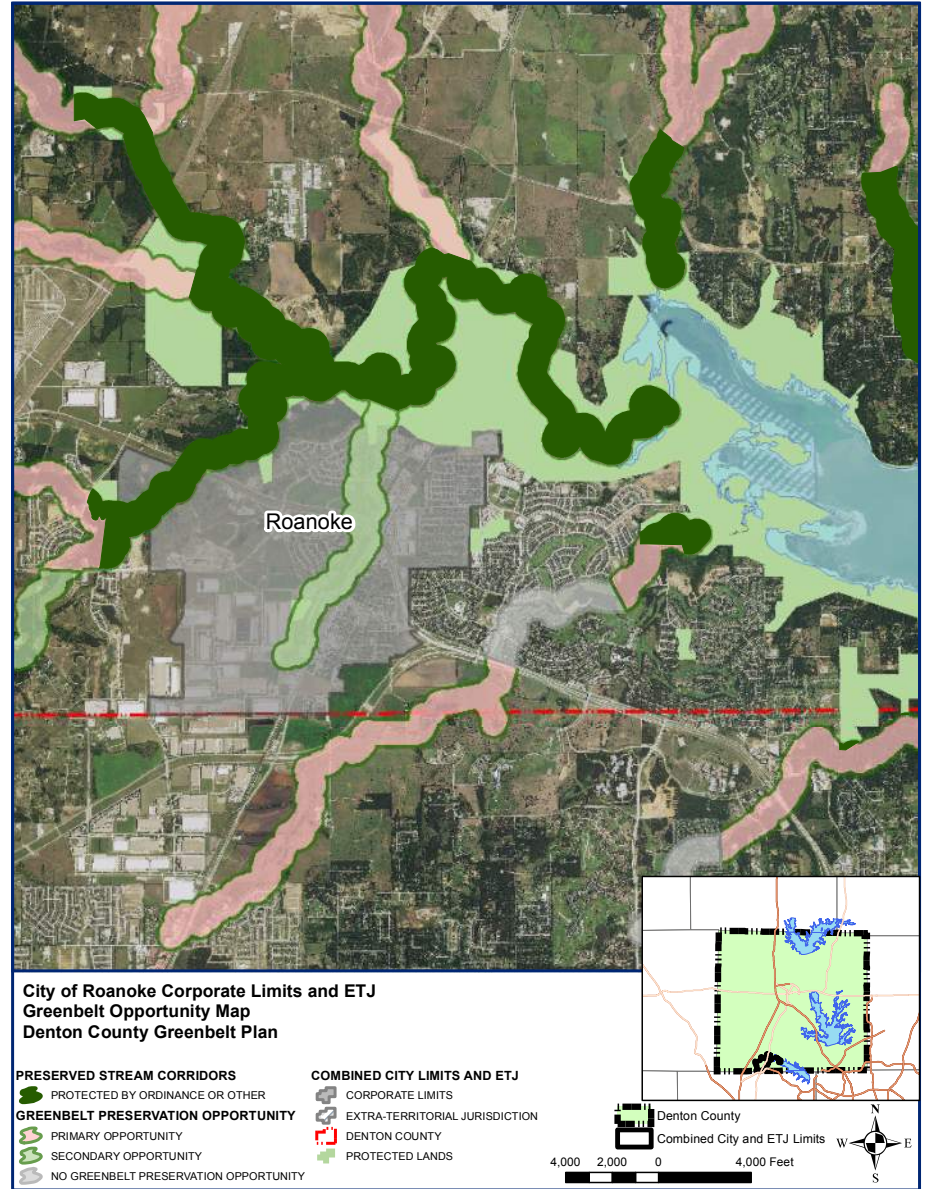 Roanoke
City of Roanoke Corporate Limits and ETJ
Greenbelt Opportunity Map
Denton County Greenbelt Plan
PRESERVED STREAM CORRIDORS
PROTECTED BY ORDINANCE OR OTHER
GREENBELT PRESERVATION OPPORTUNITY
PRIMARY OPPORTUNITY
SECONDARY OPPORTUNITY
NO GREENBELT PRESERVATION OPPORTUNITY
COMBINED CITY LIMITS AND ETJ
CORPORATE LIMITS
EXTRA-TERRITORIAL JURISDICTION
DENTON COUNTY
PROTECTED LANDS
Denton County
Combined City and ETJ Limits
N
W E
S
4,000 2,000 0 4,000 Feet